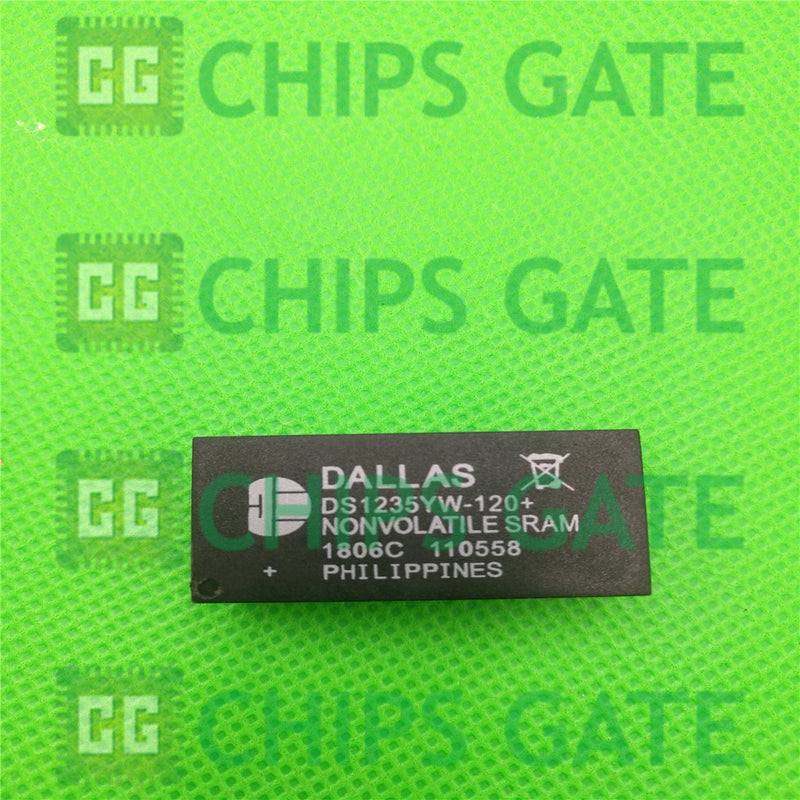 CG CHIPS GATE
CG CHIPS GATE
CG CHIPS GATE
DALLAS
DS1235YW-120+
NONVOLATILE SRAM
1806C 110558
+ PHILIPPINES
CG CHIPS GATE